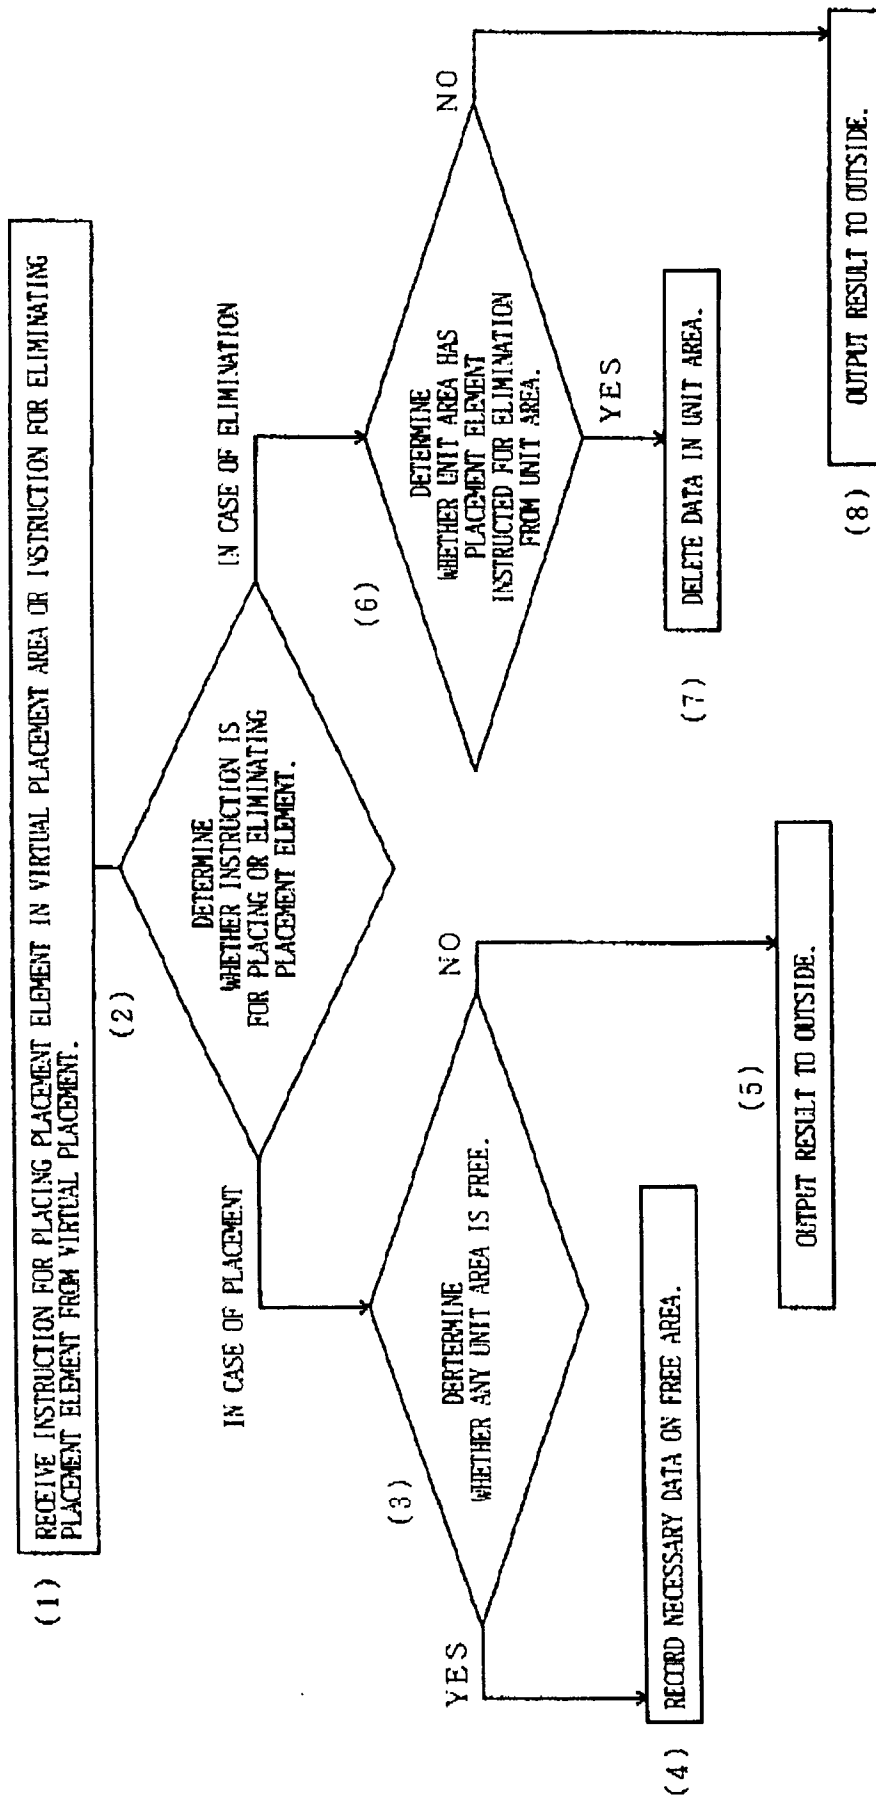 (1)
RECEIVE INSTRUCTION FOR PLACING PLACEMENT ELEMENT IN VIRTUAL PLACEMENT AREA OR INSTRUCTION FOR ELIMINATING
PLACEMENT ELEMENT FROM VIRTUAL PLACEMENT.
(2)
DETERMINE
WHETHER INSTRUCTION IS
FOR PLACING OR ELIMINATING
PLACEMENT ELEMENT.
IN CASE OF PLACEMENT
IN CASE OF ELIMINATION
(3)
DERTERMINE
WHETHER ANY UNIT AREA IS FREE.
YES
NO
(4)
RECORD NECESSARY DATA ON FREE AREA.
(5)
OUTPUT RESULT TO OUTSIDE.
(6)
DETERMINE
WHETHER UNIT AREA HAS
PLACEMENT ELEMENT
INSTRUCTED FOR ELIMINATION
FROM UNIT AREA.
YES
NO
(7)
DELETE DATA IN UNIT AREA.
(8)
OUTPUT RESULT TO OUTSIDE.